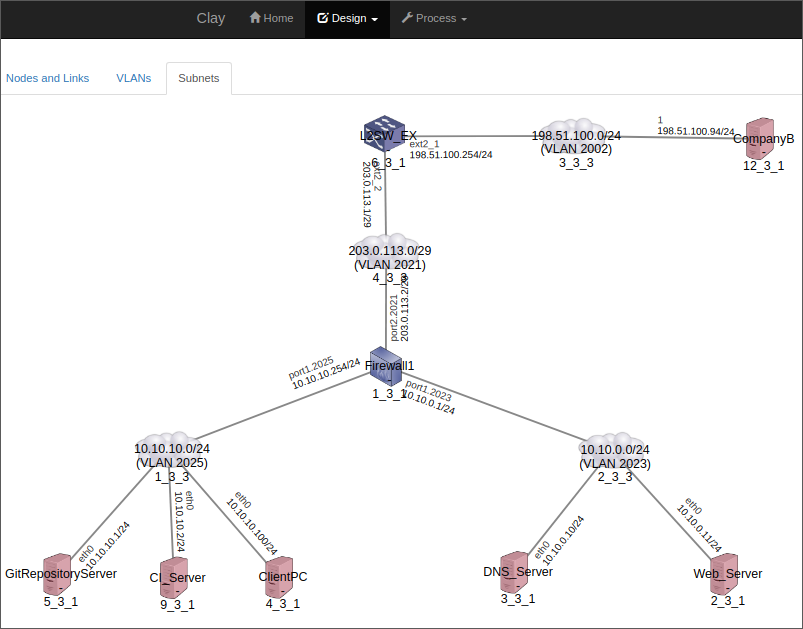 Clay Home Design Process
Nodes and Links VLANs Subnets
L2SW_EX
-
6_3_1
ext2_1
198.51.100.254/24
198.51.100.0/24
(VLAN 2002)
3_3_3
1
198.51.100.94/24
CompanyB
-
12_3_1
ext2_2
203.0.113.1/29
203.0.113.0/29
(VLAN 2021)
4_3_3
port2.2021
203.0.113.2/29
Firewall1
-
1_3_1
port1.2025
10.10.10.254/24
port1.2023
10.10.0.1/24
10.10.10.0/24
(VLAN 2025)
1_3_3
10.10.0.0/24
(VLAN 2023)
2_3_3
eth0
10.10.10.1/24
eth0
10.10.10.2/24
eth0
10.10.10.100/24
eth0
10.10.0.10/24
eth0
10.10.0.11/24
GitRepositoryServer
-
5_3_1
CI_Server
-
9_3_1
ClientPC
-
4_3_1
DNS_Server
-
3_3_1
Web_Server
-
2_3_1